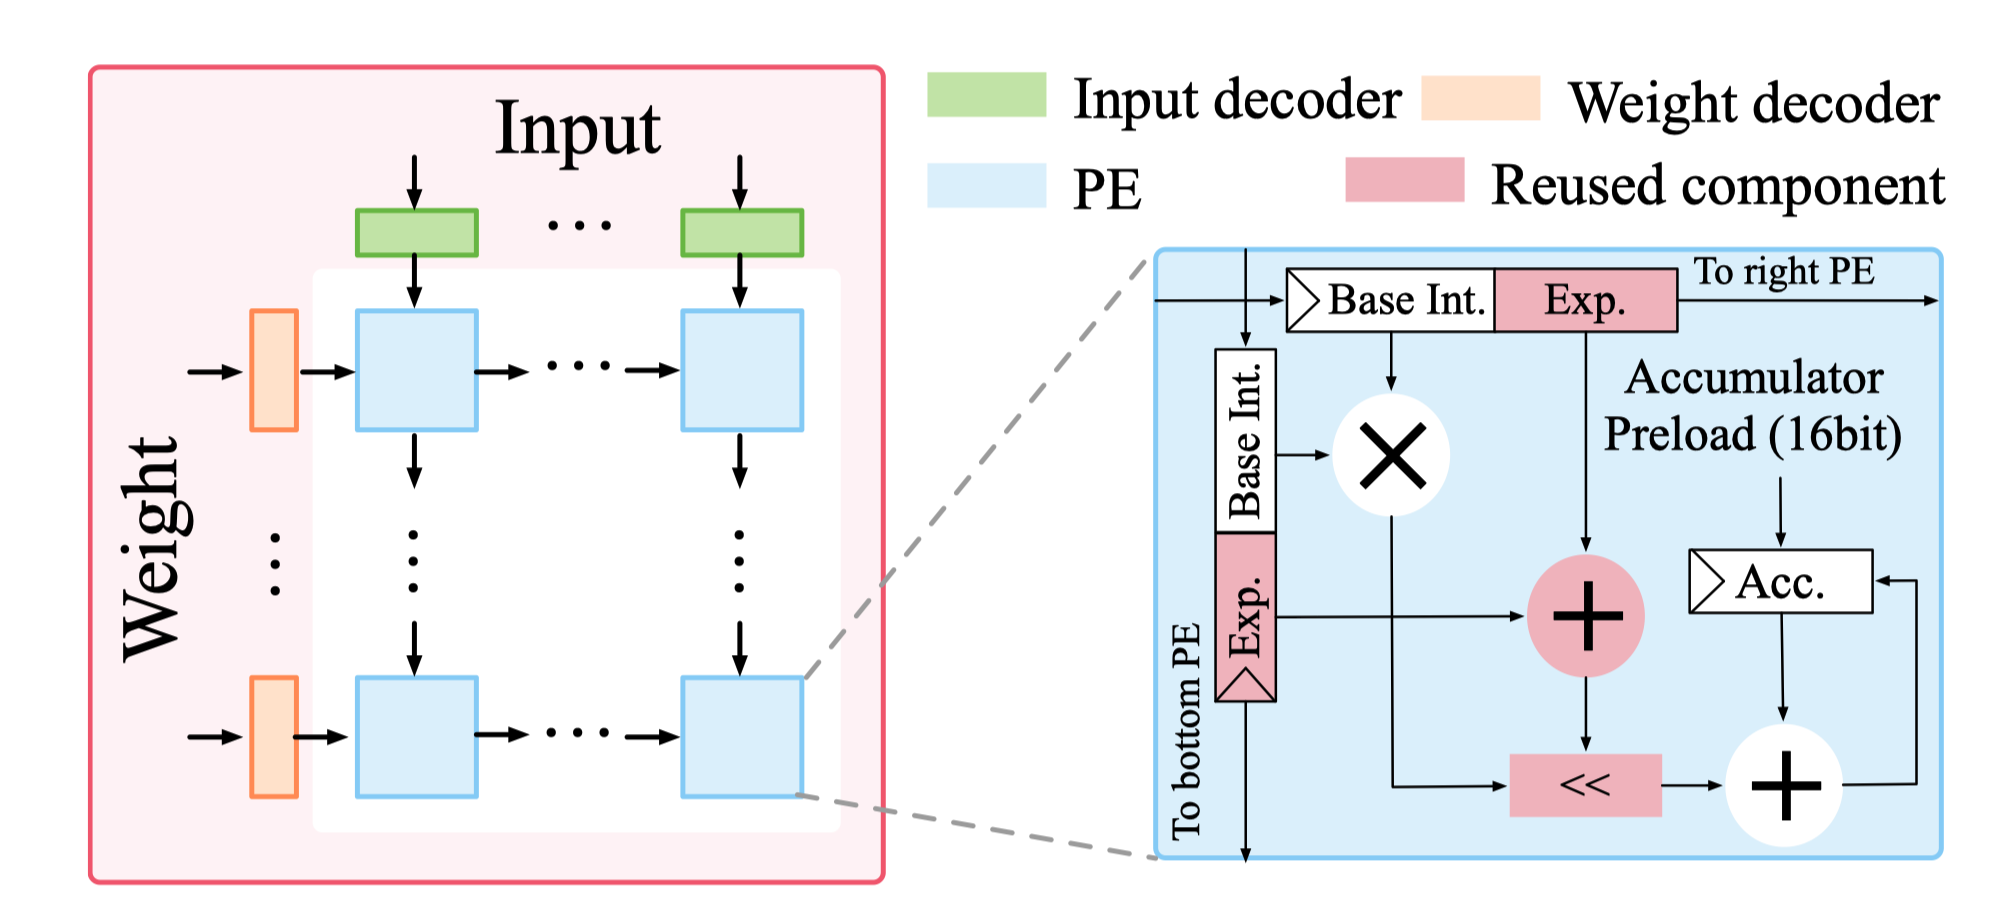 Input
Weight
Input decoder
Weight decoder
PE
Reused component
Base Int.
Exp.
To right PE
Base Int.
Exp.
To bottom PE
Accumulator
Preload (16bit)
Acc.
<<